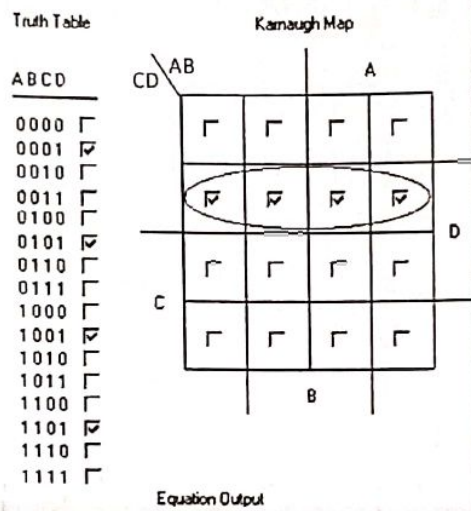 Truth Table
Karnaugh Map
AB
CD
A
A B C D
0000
0001
0010
0011
0100
0101
0110
0111
1000
1001
1010
1011
1100
1101
1110
1111
D
C
B
Equation Output